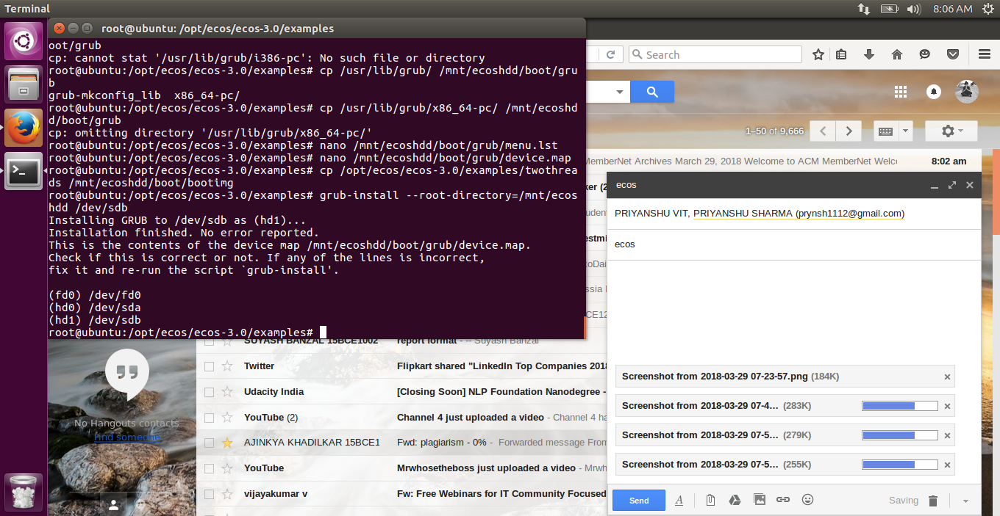 Terminal
8:06 AM
root@ubuntu: /opt/ecos/ecos-3.0/examples
oot/grub
cp: cannot stat '/usr/lib/grub/i386-pc': No such file or directory
root@ubuntu:/opt/ecos/ecos-3.0/examples# cp /usr/lib/grub/ /mnt/ecoshdd/boot/gru
b
grub-mkconfig_lib  x86_64-pc/
root@ubuntu:/opt/ecos/ecos-3.0/examples# cp /usr/lib/grub/x86_64-pc/ /mnt/ecoshd
d/boot/grub
cp: omitting directory '/usr/lib/grub/x86_64-pc/'
root@ubuntu:/opt/ecos/ecos-3.0/examples# nano /mnt/ecoshdd/boot/grub/menu.lst
root@ubuntu:/opt/ecos/ecos-3.0/examples# nano /mnt/ecoshdd/boot/grub/device.map
root@ubuntu:/opt/ecos/ecos-3.0/examples# cp /opt/ecos/ecos-3.0/examples/twothrea
ds /mnt/ecoshdd/boot/bootimg
root@ubuntu:/opt/ecos/ecos-3.0/examples# grub-install --root-directory=/mnt/ecos
hdd /dev/sdb
Installing GRUB to /dev/sdb as (hd1)...
Installation finished. No error reported.
This is the contents of the device map /mnt/ecoshdd/boot/grub/device.map.
Check if this is correct or not. If any of the lines is incorrect,
fix it and re-run the script `grub-install'.
(fd0) /dev/fd0
(hd0) /dev/sda
(hd1) /dev/sdb
root@ubuntu:/opt/ecos/ecos-3.0/examples#
Search
1–50 of 9,666
MemberNet Archives March 29, 2018 Welcome to ACM MemberNet Welc
8:02 am
ker (2
uden
estmi
oDai
ssia
CE12
SUYASH BANZAL 15BCE1002 report format - -- Suyash Banzal
Twitter Flipkart shared "LinkedIn Top Companies 2018
Udacity India [Closing Soon] NLP Foundation Nanodegree -
YouTube (2) Channel 4 just uploaded a video - Channel 4 ha
AJINKYA KHADILKAR 15BCE1 Fwd: plagiarism - 0% - Forwarded message From
YouTube Mrwhosetheboss just uploaded a video - Mrwh
vijayakumar v Fw: Free Webinars for IT Community Focused
No Hangouts contacts
Find someone
ecos
PRIYANSHU VIT, PRIYANSHU SHARMA (prynsh1112@gmail.com)
ecos
Screenshot from 2018-03-29 07-23-57.png (184K)
Screenshot from 2018-03-29 07-4... (283K)
Screenshot from 2018-03-29 07-5... (279K)
Screenshot from 2018-03-29 07-5... (255K)
Send
Saving